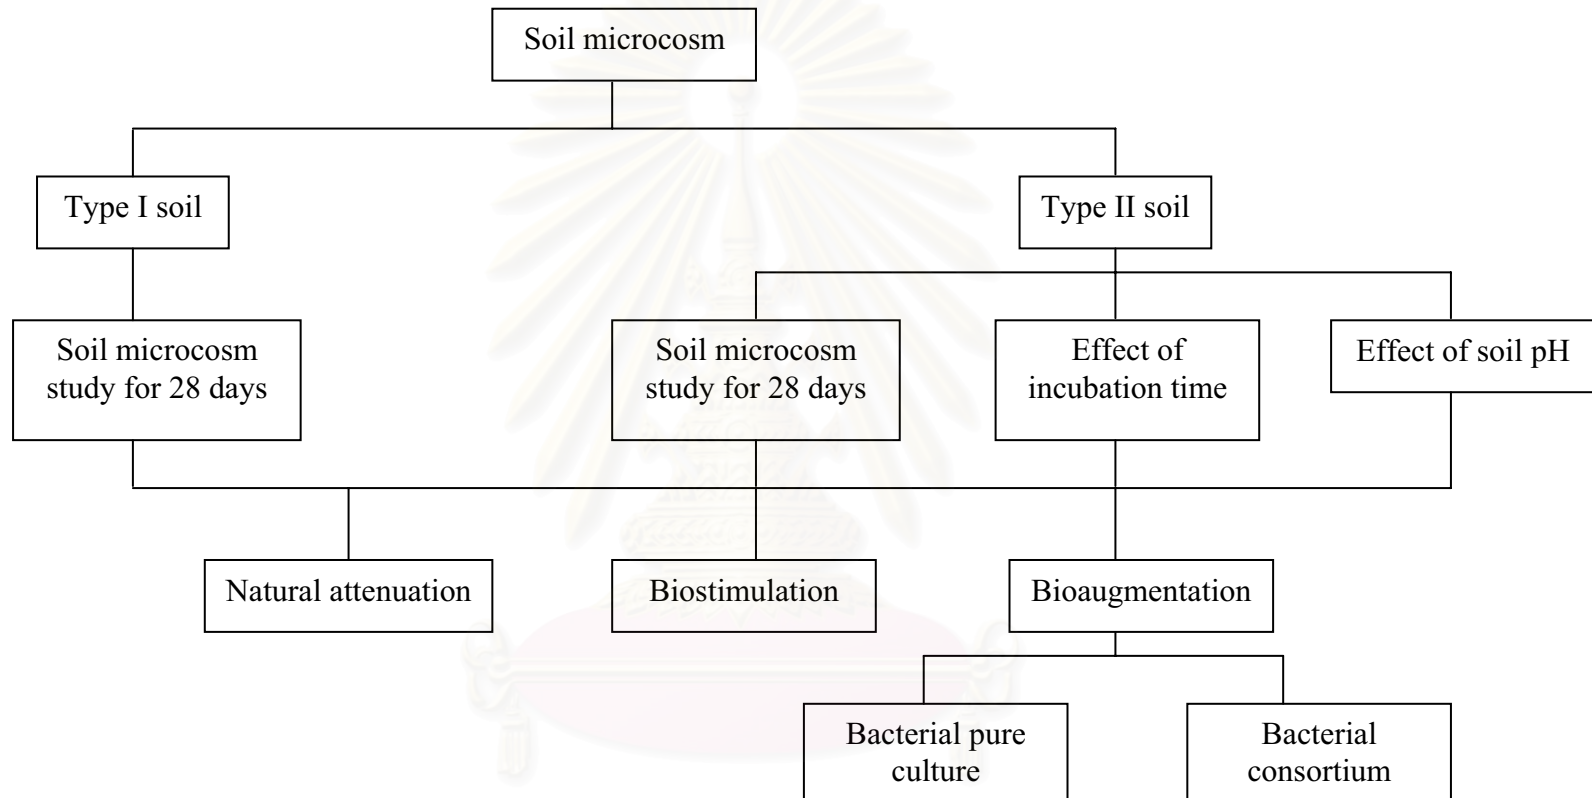 Soil microcosm
Type I soil
Type II soil
Soil microcosm
study for 28 days
Soil microcosm
study for 28 days
Effect of
incubation time
Effect of soil pH
Natural attenuation
Biostimulation
Bioaugmentation
Bacterial pure
culture
Bacterial
consortium